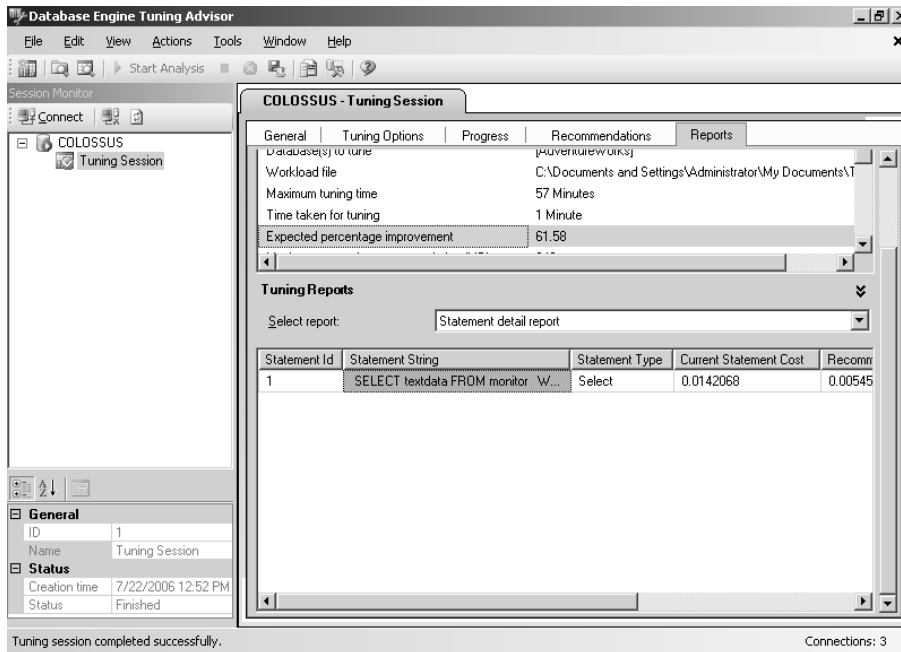 Database Engine Tuning Advisor
File Edit View Actions Tools Window Help
Start Analysis
Session Monitor
Connect
COLOSSUS
Tuning Session
COLOSSUS - Tuning Session
General Tuning Options Progress Recommendations Reports
Database(s) to tune [AdventureWorks]
Workload file C:\Documents and Settings\Administrator\My Documents\T
Maximum tuning time 57 Minutes
Time taken for tuning 1 Minute
Expected percentage improvement 61.58
Tuning Reports
Select report: Statement detail report
Statement Id Statement String Statement Type Current Statement Cost Recomm
1 SELECT textdata FROM monitor W... Select 0.0142068 0.00545
General
ID 1
Name Tuning Session
Status
Creation time 7/22/2006 12:52 PM
Status Finished
Tuning session completed successfully. Connections: 3